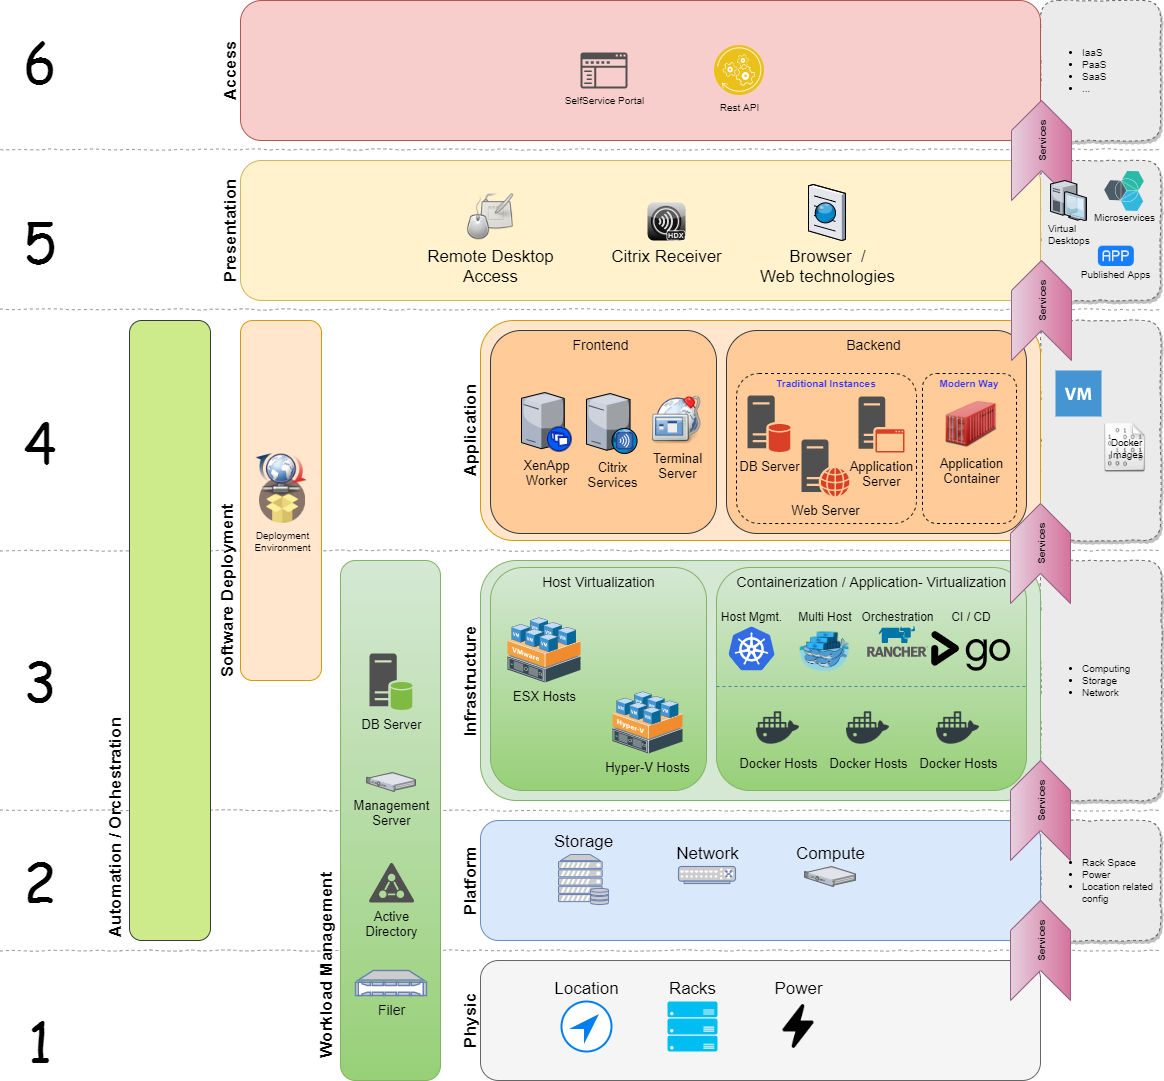 6
Access
SelfService Portal
Rest API
IaaS
PaaS
SaaS
...
Services
5
Presentation
Remote Desktop
Access
Citrix Receiver
HDX
Browser /
Web technologies
Virtual
Desktops
Microservices
APP
Published Apps
Services
4
Automation / Orchestration
Software Deployment
Deployment
Environment
Application
Frontend
XenApp
Worker
Citrix
Services
Terminal
Server
Backend
Traditional Instances
DB Server
Web Server
Application
Server
Modern Way
Application
Container
VM
Docker
Images
Services
3
Workload Management
DB Server
Management
Server
Active
Directory
Filer
Infrastructure
Host Virtualization
VMware
ESX Hosts
Hyper-V
Hyper-V Hosts
Containerization / Application- Virtualization
Host Mgmt.
Multi Host
Orchestration
RANCHER
CI / CD
go
Docker Hosts
Docker Hosts
Docker Hosts
Computing
Storage
Network
Services
2
Platform
Storage
Network
Compute
Rack Space
Power
Location related
config
Services
1
Physic
Location
Racks
Power